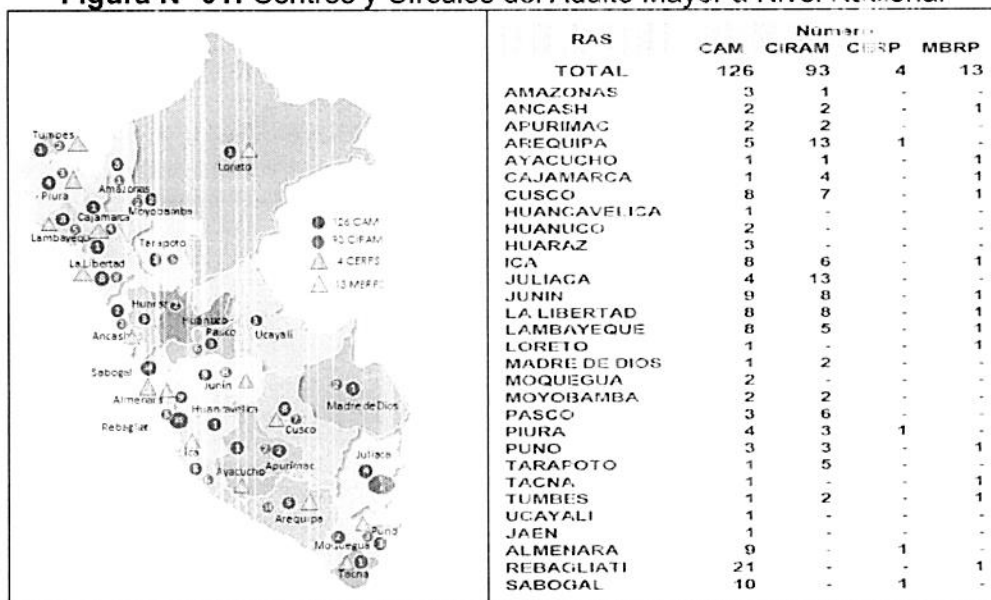 Figura N° 01: Centros y Círculos del Adulto Mayor a Nivel Nacional
Tumbes
Piura
Amazonas
Moyobamba
Cajamarca
Lambayeque
Tarapoto
La Libertad
Loreto
126 CAM
93 CIRAM
4 CERPS
13 MBRPS
Huánuco
Pasco
Ucayali
Ancash
Sabogal
Junín
Almenara
Huancavelica
Rebagliati
Cusco
Madre de Dios
Ica
Ayacucho
Apurimac
Juliaca
Arequipa
Puno
Moquegua
Tacna
RAS Número
CAM CIRAM CERP MBRP
TOTAL 126 93 4 13
AMAZONAS 3 1 - -
ANCASH 2 2 - 1
APURIMAC 2 2 - -
AREQUIPA 5 13 1 -
AYACUCHO 1 1 - 1
CAJAMARCA 1 4 - 1
CUSCO 8 7 - 1
HUANCAVELICA 1 - - -
HUANUCO 2 - - -
HUARAZ 3 - - -
ICA 8 6 - 1
JULIACA 4 13 - -
JUNIN 9 8 - 1
LA LIBERTAD 8 8 - 1
LAMBAYEQUE 8 5 - 1
LORETO 1 - - 1
MADRE DE DIOS 1 2 - -
MOQUEGUA 2 - - -
MOYOBAMBA 2 2 - -
PASCO 3 6 - -
PIURA 4 3 1 -
PUNO 3 3 - 1
TARAPOTO 1 5 - -
TACNA 1 - - 1
TUMBES 1 2 - 1
UCAYALI 1 - - -
JAEN 1 - - -
ALMENARA 9 - 1 -
REBAGLIATI 21 - - 1
SABOGAL 10 - 1 -